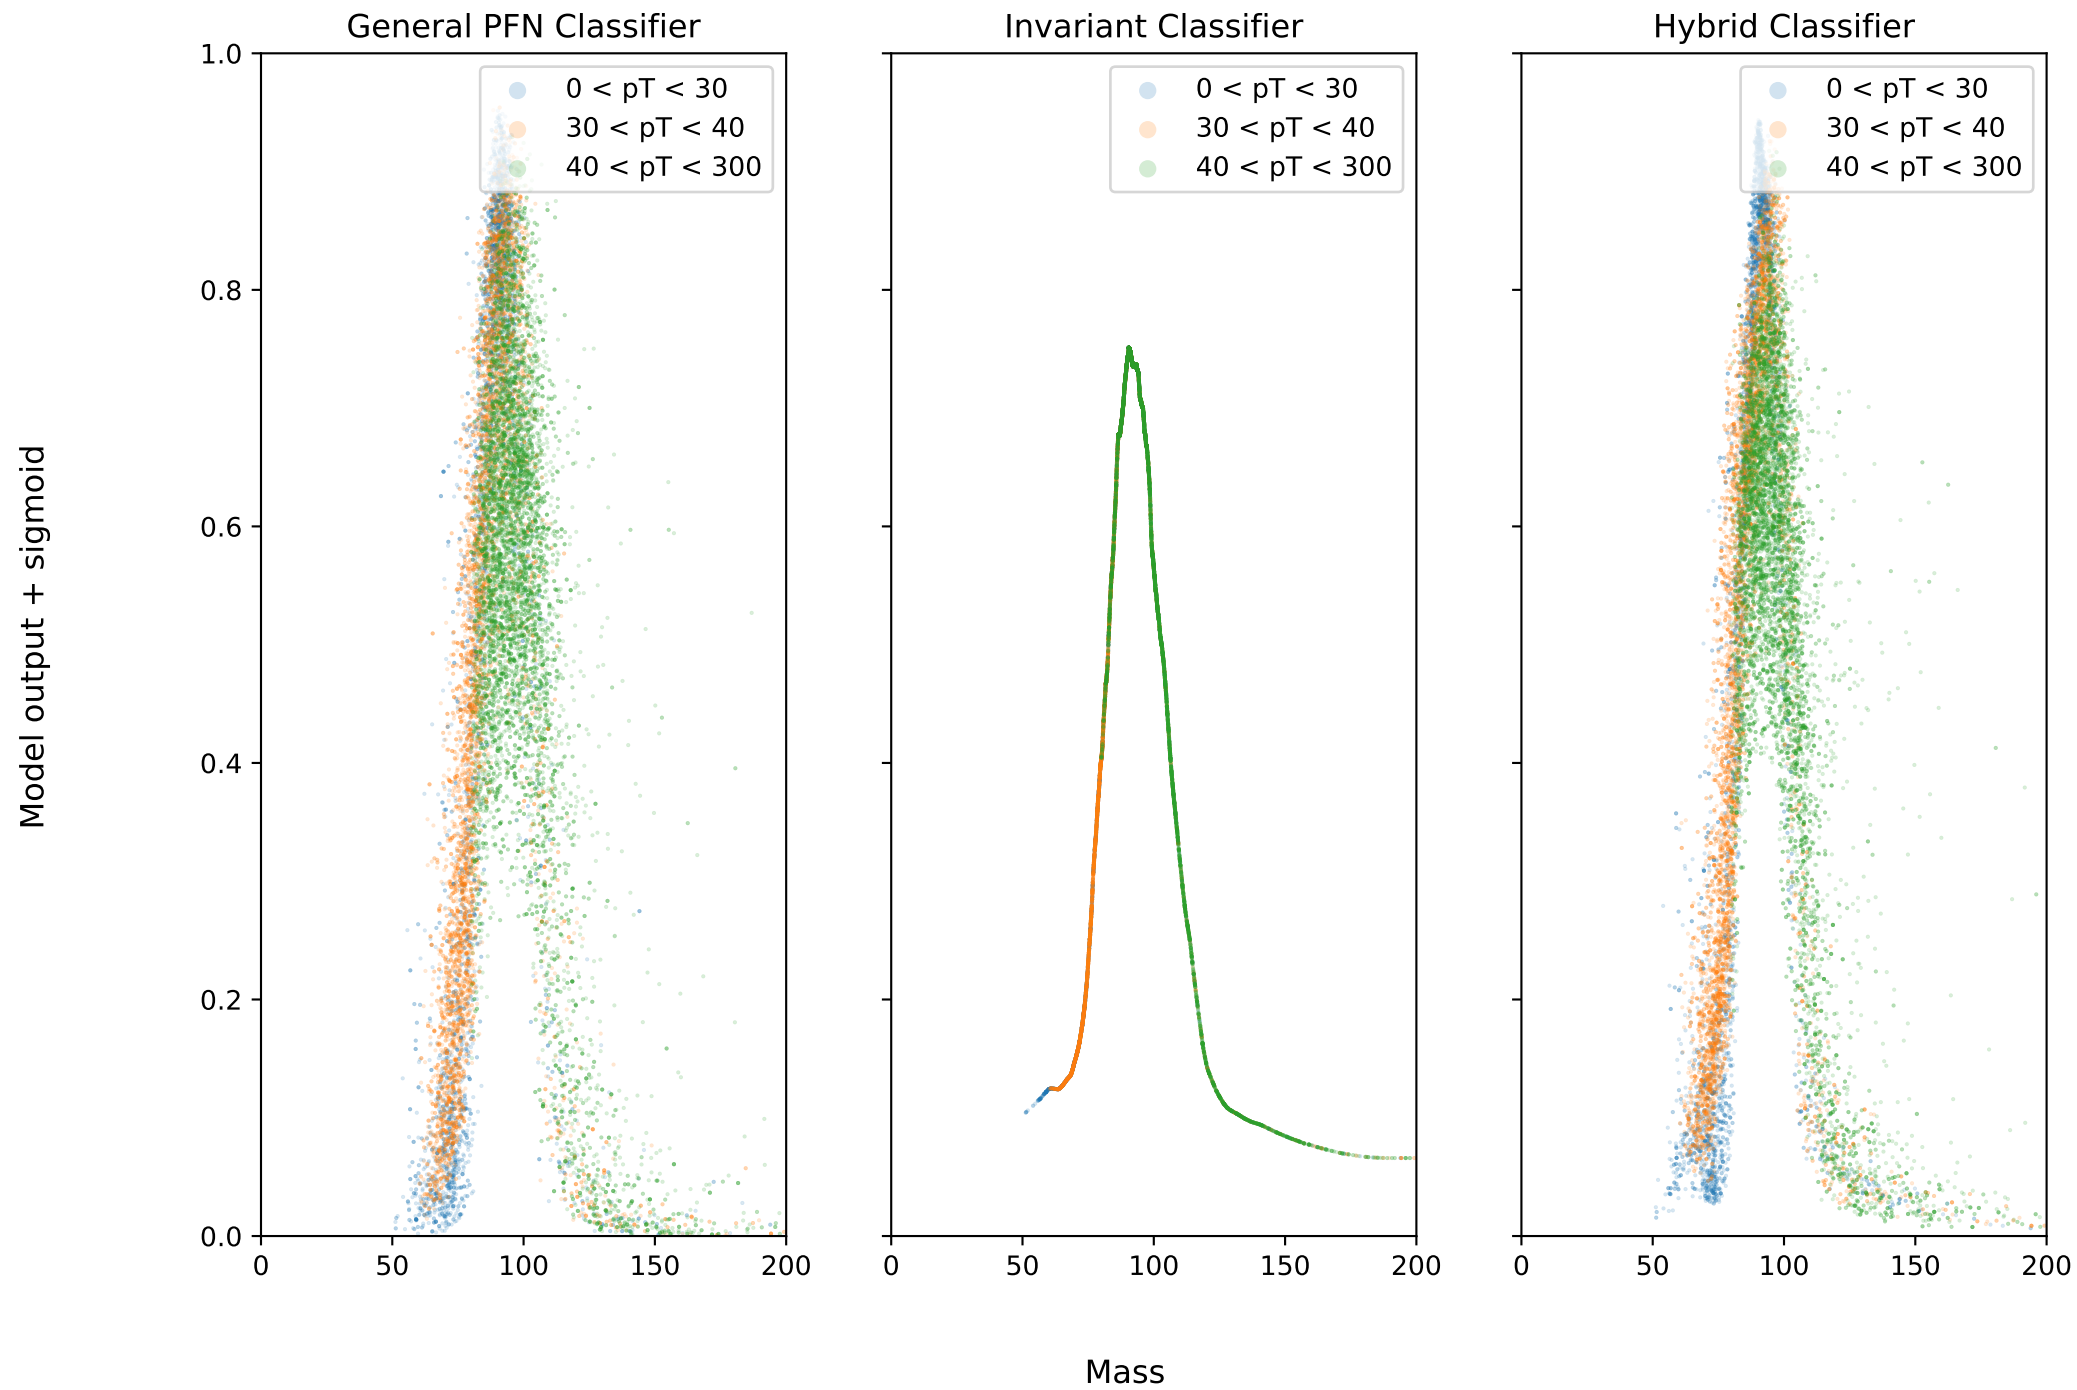 General PFN Classifier
Invariant Classifier
Hybrid Classifier
1.0
0.8
0.6
0.4
0.2
0.0
Model output + sigmoid
0 < pT < 30
30 < pT < 40
40 < pT < 300
0 < pT < 30
30 < pT < 40
40 < pT < 300
0 < pT < 30
30 < pT < 40
40 < pT < 300
0 50 100 150 200
0 50 100 150 200
0 50 100 150 200
Mass